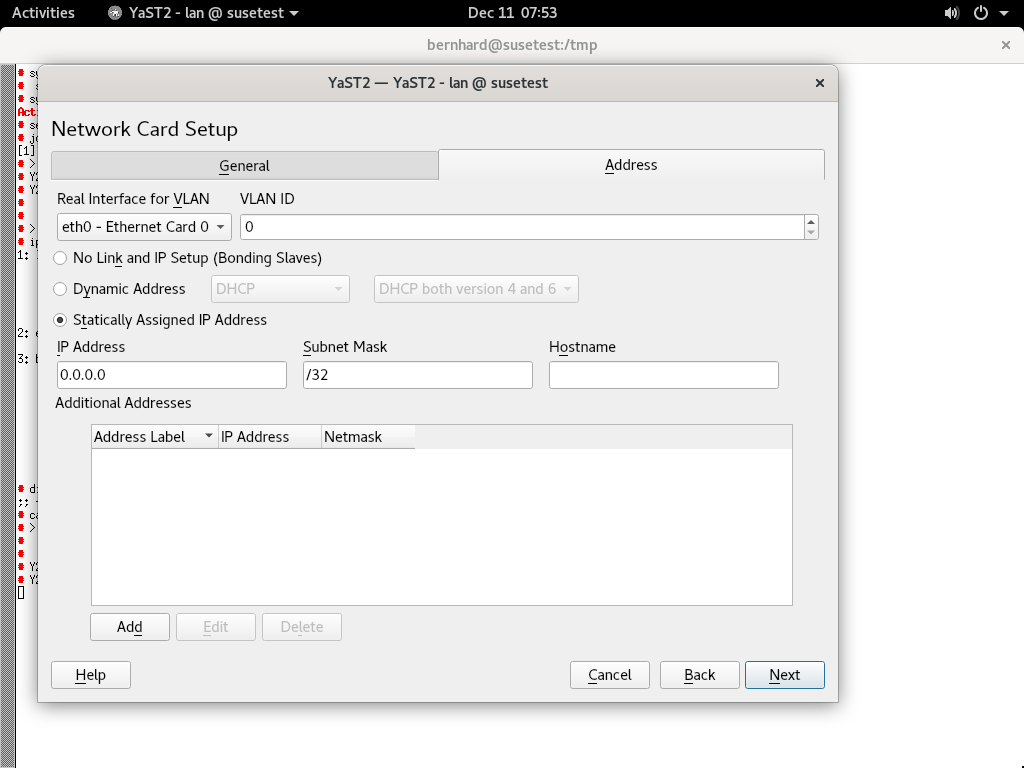 Activities YaST2 - lan @ susetest Dec 11 07:53
bernhard@susetest:/tmp
YaST2 — YaST2 - lan @ susetest
Network Card Setup
General Address
Real Interface for VLAN VLAN ID
eth0 - Ethernet Card 0 0
No Link and IP Setup (Bonding Slaves)
Dynamic Address DHCP DHCP both version 4 and 6
Statically Assigned IP Address
IP Address Subnet Mask Hostname
0.0.0.0 /32
Additional Addresses
Address Label IP Address Netmask
Add Edit Delete
Help Cancel Back Next